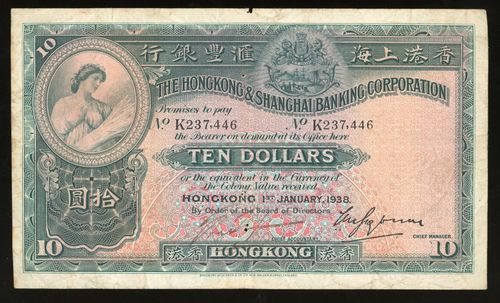 10
行銀豐滙
海上港香
THE HONGKONG & SHANGHAI BANKING CORPORATION
Promises to pay
No K237,446 No K237,446
the Bearer on demand at its Office here
TEN DOLLARS
or the equivalent in the Currency of
the Colony, Value received.
HONGKONG 1ST JANUARY, 1938.
By Order of the Board of Directors
圓拾
CHIEF ACCOUNTANT.
CHIEF MANAGER.
10 港香 HONGKONG 港香 10